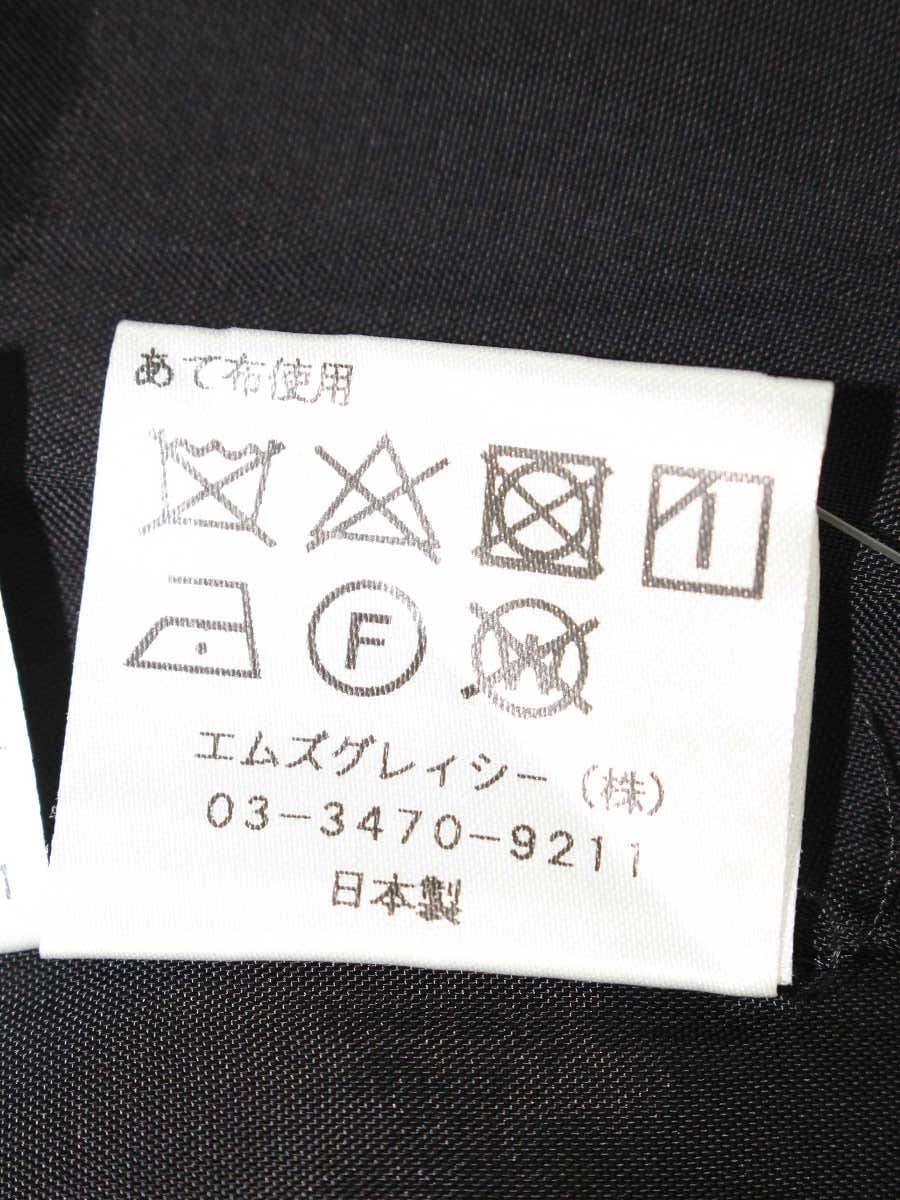 あて布使用
F
W
エムズグレイシー(株)
03-3470-9211
日本製